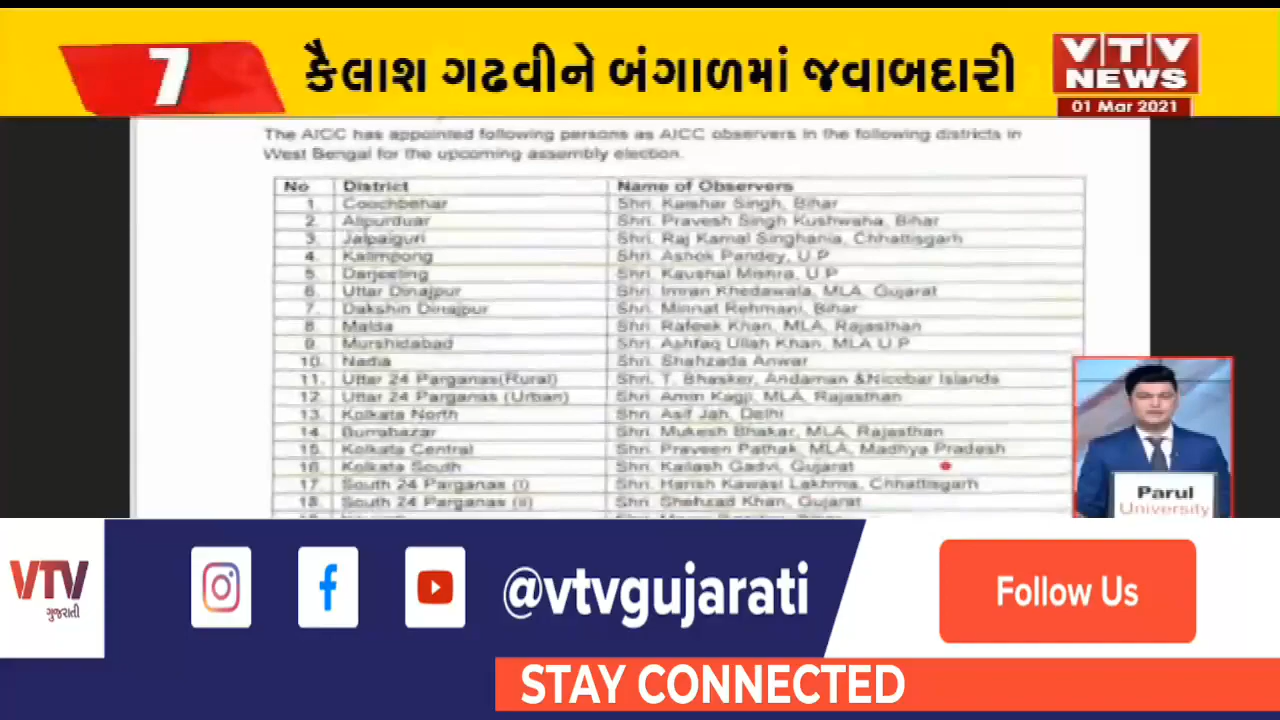 7
કૈલાશ ગઢવીને બંગાળમાં જવાબદારી
VTV
NEWS
01 Mar 2021
The AICC has appointed following persons as AICC observers in the following districts in
West Bengal for the upcoming assembly election.
No District Name of Observers
1. Coochbehar Shri. Kaishar Singh, Bihar
2. Alipurduar Shri. Pravesh Singh Kushwaha, Bihar
3. Jalpaiguri Shri. Raj Kamal Singhania, Chhattisgarh
4. Kalimpong Shri. Ashok Pandey, U.P
5. Darjeeling Shri. Kaushal Mishra, U.P
6. Uttar Dinajpur Shri. Imran Khedawala, MLA, Gujarat
7. Dakshin Dinajpur Shri. Minnat Rehmani, Bihar
8. Malda Shri. Rafeek Khan, MLA, Rajasthan
9. Murshidabad Shri. Ashfaq Ullah Khan, MLA U.P
10. Nadia Shri. Shahzada Anwar
11. Uttar 24 Parganas(Rural) Shri. T. Bhasker, Andaman &Nicobar Islands
12. Uttar 24 Parganas (Urban) Shri. Amin Kagji, MLA, Rajasthan
13. Kolkata North Shri. Asif Jah, Delhi
14. Burrabazar Shri. Mukesh Bhakar, MLA, Rajasthan
15. Kolkata Central Shri. Praveen Pathak, MLA, Madhya Pradesh
16. Kolkata South Shri. Kailash Gadvi, Gujarat
17. South 24 Parganas (i) Shri. Harish Kawasi Lakhma, Chhattisgarh
18. South 24 Parganas (ii) Shri. Shehzad Khan, Gujarat
Parul
University
VTV
ગુજરાતી
@vtvgujarati
Follow Us
STAY CONNECTED